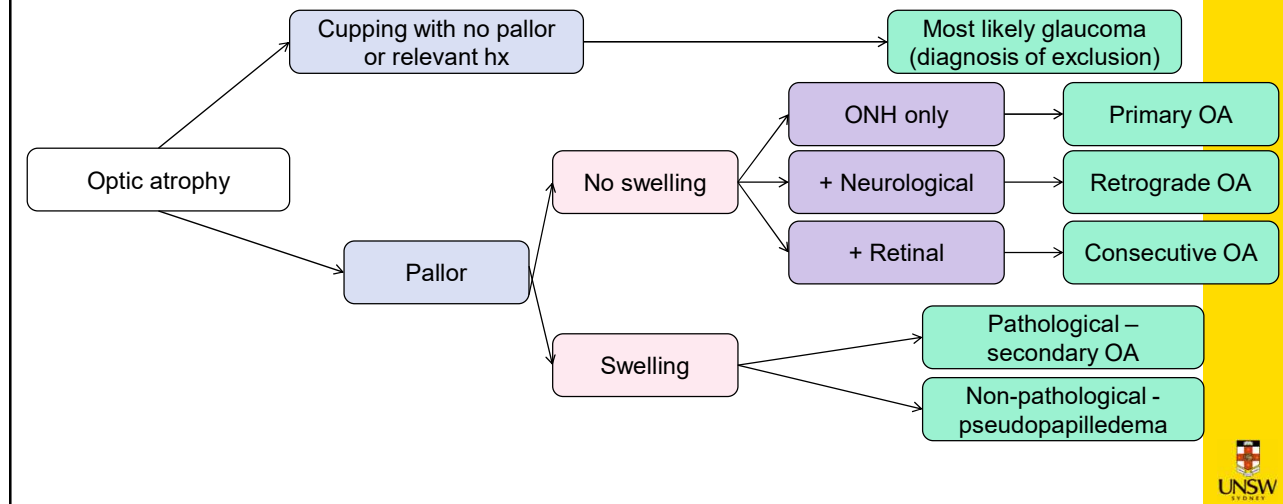 Cupping with no pallor
or relevant hx
Most likely glaucoma
(diagnosis of exclusion)
Optic atrophy
Pallor
No swelling
Swelling
ONH only
+ Neurological
+ Retinal
Primary OA
Retrograde OA
Consecutive OA
Pathological –
secondary OA
Non-pathological -
pseudopapilledema
UNSW
SYDNEY